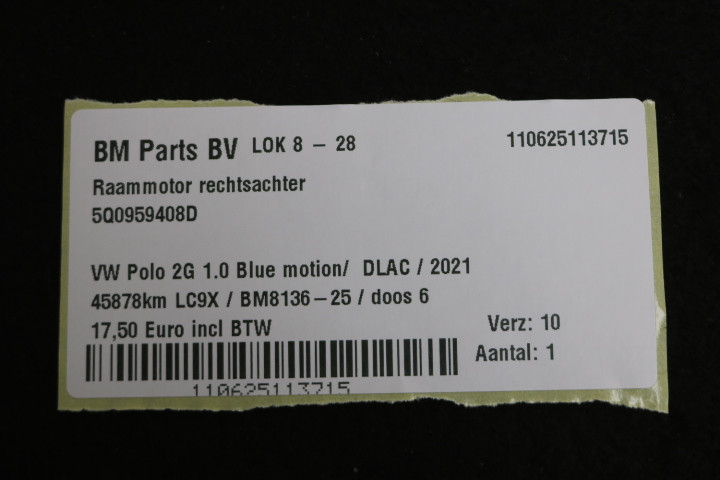 BM Parts BV LOK 8 – 28 110625113715
Raammotor rechtsachter
5Q0959408D
VW Polo 2G 1.0 Blue motion/ DLAC / 2021
45878km LC9X / BM8136–25 / doos 6
17,50 Euro incl BTW Verz: 10
Aantal: 1
110625113715